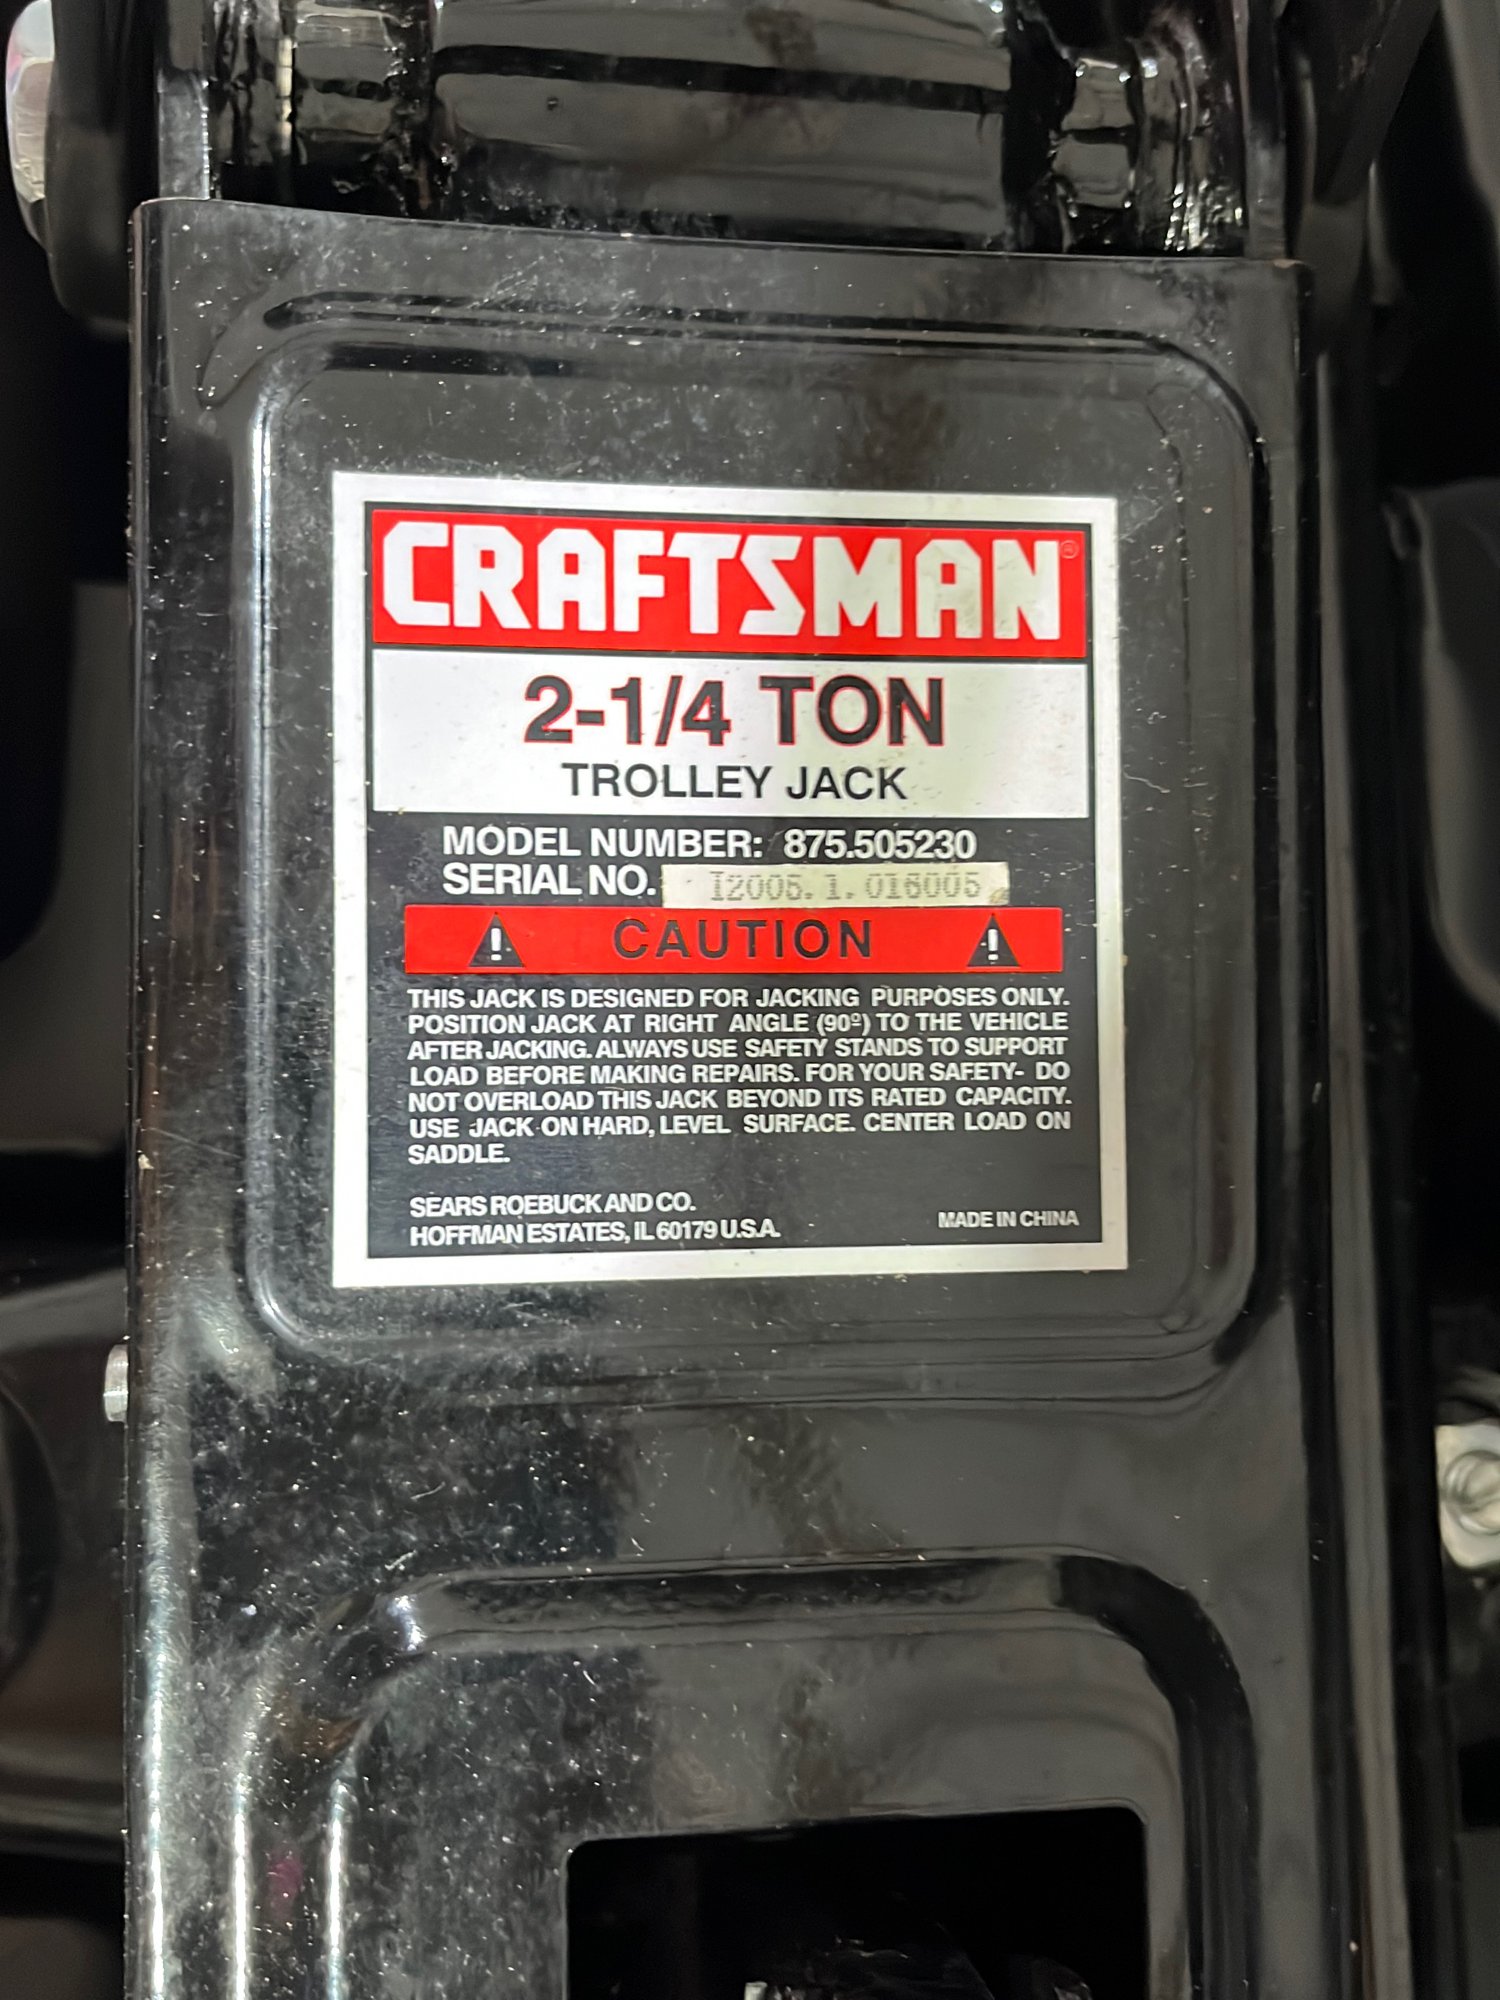 CRAFTSMAN®
2-1/4 TON
TROLLEY JACK
MODEL NUMBER: 875.505230
SERIAL NO. I2005.1.016005
! CAUTION !
THIS JACK IS DESIGNED FOR JACKING PURPOSES ONLY.
POSITION JACK AT RIGHT ANGLE (90º) TO THE VEHICLE
AFTER JACKING. ALWAYS USE SAFETY STANDS TO SUPPORT
LOAD BEFORE MAKING REPAIRS. FOR YOUR SAFETY- DO
NOT OVERLOAD THIS JACK BEYOND ITS RATED CAPACITY.
USE JACK ON HARD, LEVEL SURFACE. CENTER LOAD ON
SADDLE.
SEARS ROEBUCK AND CO.
HOFFMAN ESTATES, IL 60179 U.S.A.
MADE IN CHINA